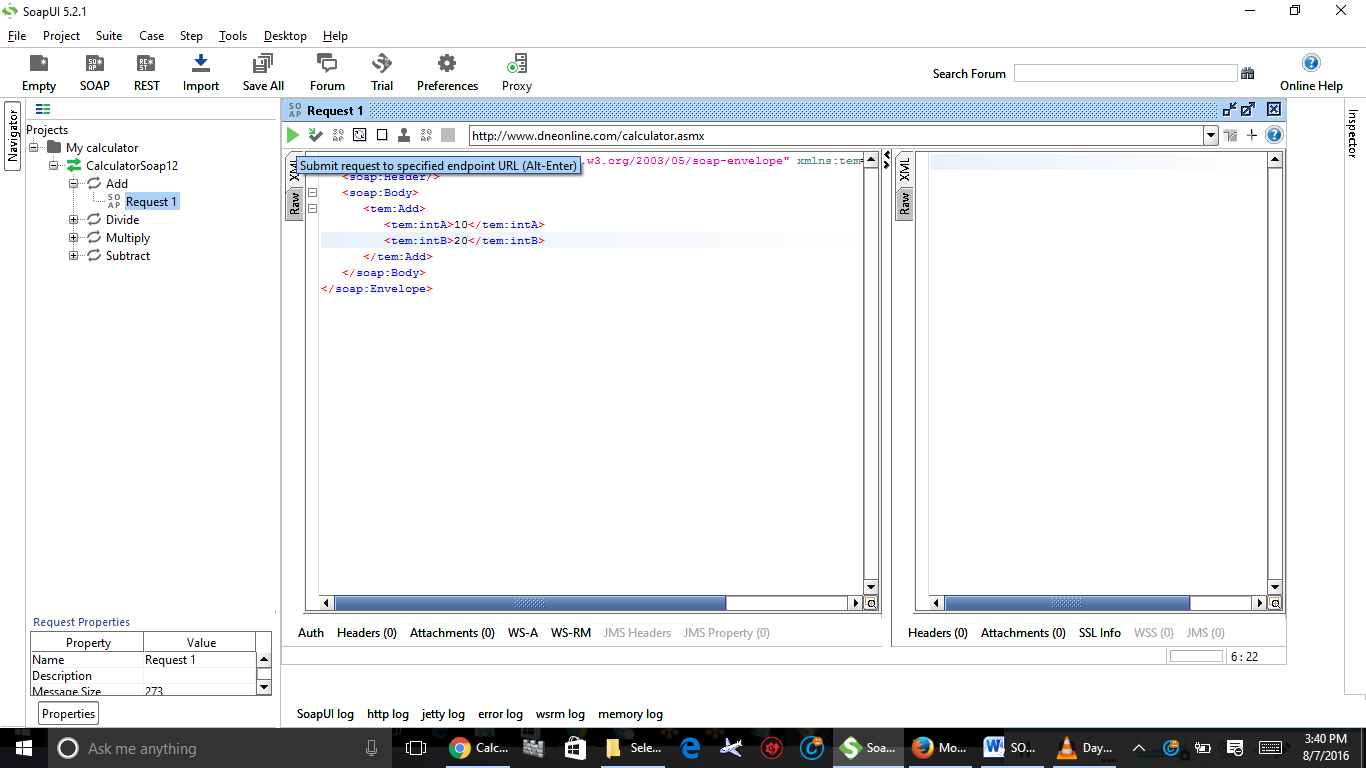 SoapUI 5.2.1
File Project Suite Case Step Tools Desktop Help
Empty SOAP REST Import Save All Forum Trial Preferences Proxy
Search Forum
Online Help
Navigator
Projects
My calculator
CalculatorSoap12
Add
Request 1
Divide
Multiply
Subtract
Request 1
http://www.dneonline.com/calculator.asmx
Submit request to specified endpoint URL (Alt-Enter)
.w3.org/2003/05/soap-envelope" xmlns:tem=
<soap:Header/>
<soap:Body>
<tem:Add>
<tem:intA>10</tem:intA>
<tem:intB>20</tem:intB>
</tem:Add>
</soap:Body>
</soap:Envelope>
XML
Raw
XML
Raw
Inspector
Auth Headers (0) Attachments (0) WS-A WS-RM JMS Headers JMS Property (0)
Headers (0) Attachments (0) SSL Info WSS (0) JMS (0)
6 : 22
Request Properties
Property Value
Name Request 1
Description
Message Size 273
Properties
SoapUI log http log jetty log error log wsrm log memory log
Ask me anything
Calc... Sele... Soa... Mo... SO... Day...
3:40 PM
8/7/2016